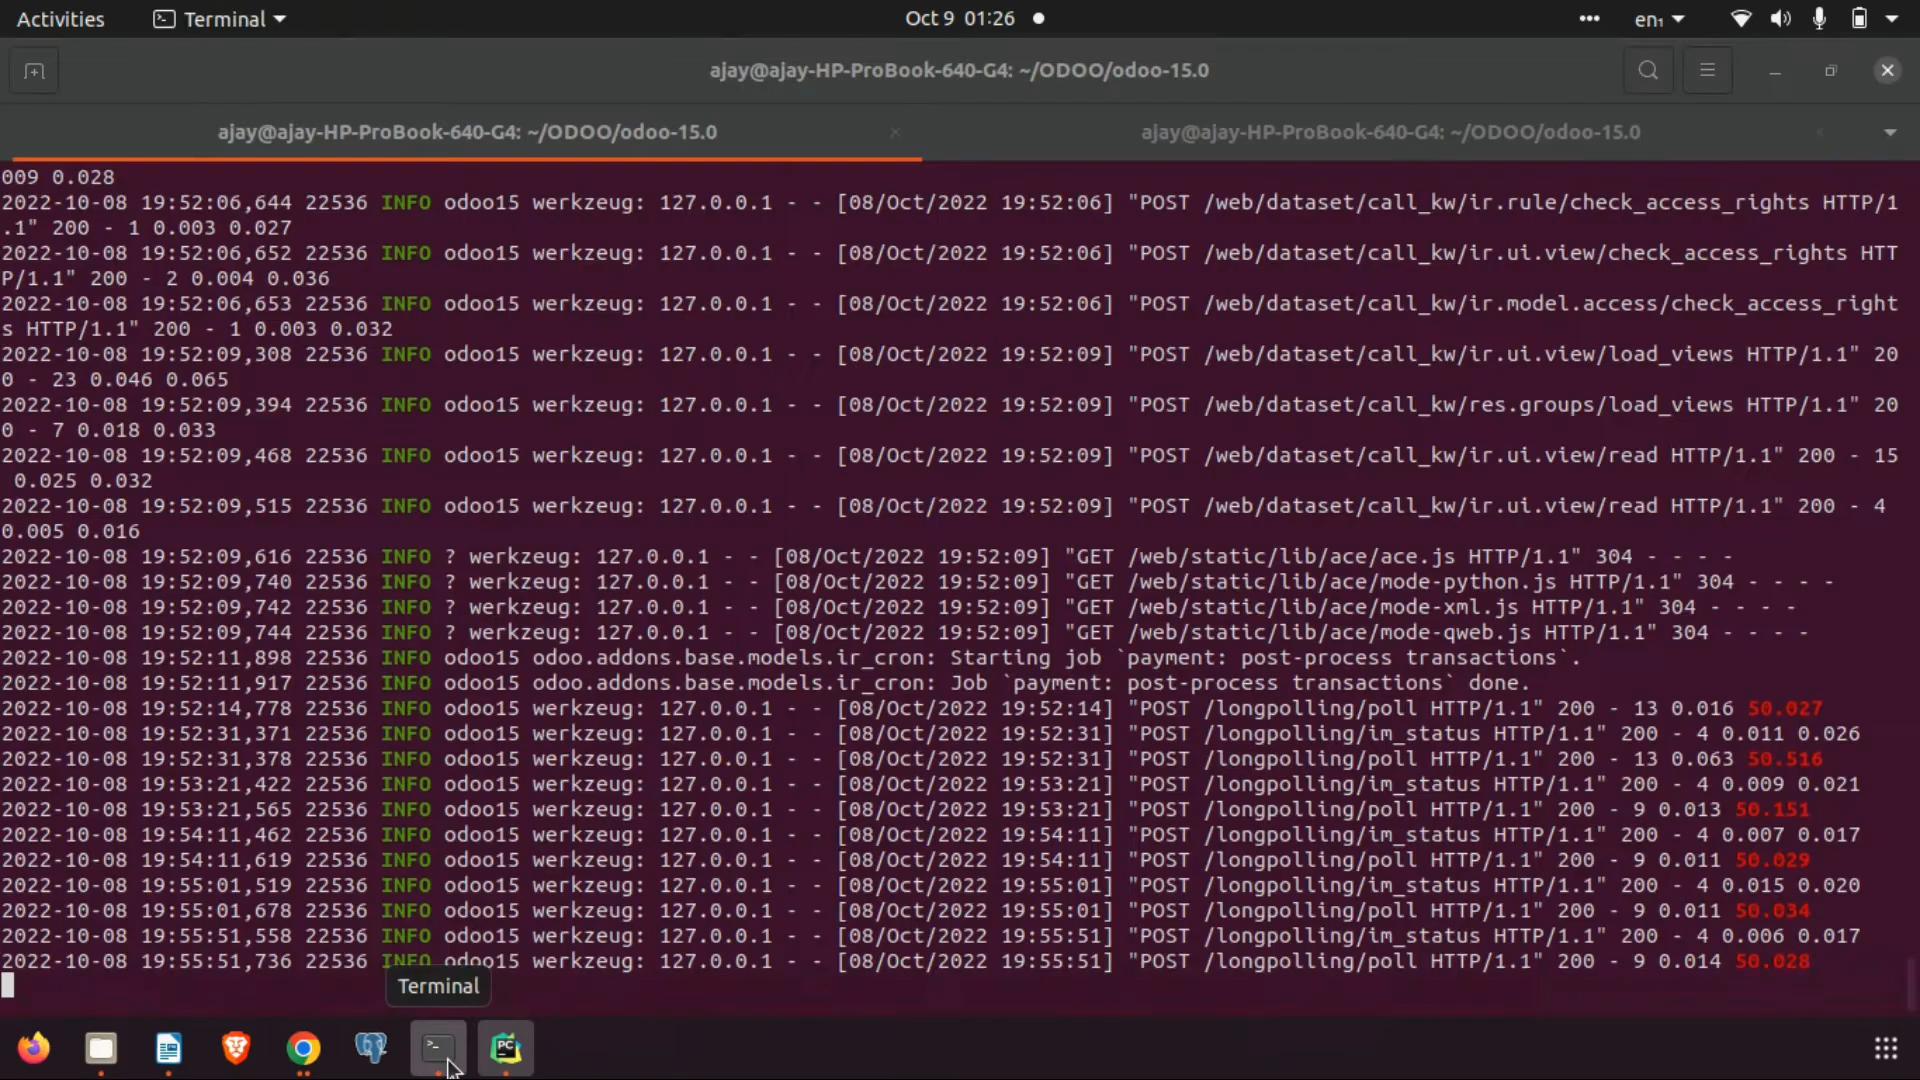 Activities
Terminal
Oct 9 01:26
en₁
ajay@ajay-HP-ProBook-640-G4: ~/ODOO/odoo-15.0
ajay@ajay-HP-ProBook-640-G4: ~/ODOO/odoo-15.0
ajay@ajay-HP-ProBook-640-G4: ~/ODOO/odoo-15.0
009 0.028
2022-10-08 19:52:06,644 22536 INFO odoo15 werkzeug: 127.0.0.1 - - [08/Oct/2022 19:52:06] "POST /web/dataset/call_kw/ir.rule/check_access_rights HTTP/1
.1" 200 - 1 0.003 0.027
2022-10-08 19:52:06,652 22536 INFO odoo15 werkzeug: 127.0.0.1 - - [08/Oct/2022 19:52:06] "POST /web/dataset/call_kw/ir.ui.view/check_access_rights HTT
P/1.1" 200 - 2 0.004 0.036
2022-10-08 19:52:06,653 22536 INFO odoo15 werkzeug: 127.0.0.1 - - [08/Oct/2022 19:52:06] "POST /web/dataset/call_kw/ir.model.access/check_access_right
s HTTP/1.1" 200 - 1 0.003 0.032
2022-10-08 19:52:09,308 22536 INFO odoo15 werkzeug: 127.0.0.1 - - [08/Oct/2022 19:52:09] "POST /web/dataset/call_kw/ir.ui.view/load_views HTTP/1.1" 20
0 - 23 0.046 0.065
2022-10-08 19:52:09,394 22536 INFO odoo15 werkzeug: 127.0.0.1 - - [08/Oct/2022 19:52:09] "POST /web/dataset/call_kw/res.groups/load_views HTTP/1.1" 20
0 - 7 0.018 0.033
2022-10-08 19:52:09,468 22536 INFO odoo15 werkzeug: 127.0.0.1 - - [08/Oct/2022 19:52:09] "POST /web/dataset/call_kw/ir.ui.view/read HTTP/1.1" 200 - 15
0.025 0.032
2022-10-08 19:52:09,515 22536 INFO odoo15 werkzeug: 127.0.0.1 - - [08/Oct/2022 19:52:09] "POST /web/dataset/call_kw/ir.ui.view/read HTTP/1.1" 200 - 4
0.005 0.016
2022-10-08 19:52:09,616 22536 INFO ? werkzeug: 127.0.0.1 - - [08/Oct/2022 19:52:09] "GET /web/static/lib/ace/ace.js HTTP/1.1" 304 - - - -
2022-10-08 19:52:09,740 22536 INFO ? werkzeug: 127.0.0.1 - - [08/Oct/2022 19:52:09] "GET /web/static/lib/ace/mode-python.js HTTP/1.1" 304 - - - -
2022-10-08 19:52:09,742 22536 INFO ? werkzeug: 127.0.0.1 - - [08/Oct/2022 19:52:09] "GET /web/static/lib/ace/mode-xml.js HTTP/1.1" 304 - - - -
2022-10-08 19:52:09,744 22536 INFO ? werkzeug: 127.0.0.1 - - [08/Oct/2022 19:52:09] "GET /web/static/lib/ace/mode-qweb.js HTTP/1.1" 304 - - - -
2022-10-08 19:52:11,898 22536 INFO odoo15 odoo.addons.base.models.ir_cron: Starting job `payment: post-process transactions`.
2022-10-08 19:52:11,917 22536 INFO odoo15 odoo.addons.base.models.ir_cron: Job `payment: post-process transactions` done.
2022-10-08 19:52:14,778 22536 INFO odoo15 werkzeug: 127.0.0.1 - - [08/Oct/2022 19:52:14] "POST /longpolling/poll HTTP/1.1" 200 - 13 0.016 50.027
2022-10-08 19:52:31,371 22536 INFO odoo15 werkzeug: 127.0.0.1 - - [08/Oct/2022 19:52:31] "POST /longpolling/im_status HTTP/1.1" 200 - 4 0.011 0.026
2022-10-08 19:52:31,378 22536 INFO odoo15 werkzeug: 127.0.0.1 - - [08/Oct/2022 19:52:31] "POST /longpolling/poll HTTP/1.1" 200 - 13 0.063 50.516
2022-10-08 19:53:21,422 22536 INFO odoo15 werkzeug: 127.0.0.1 - - [08/Oct/2022 19:53:21] "POST /longpolling/im_status HTTP/1.1" 200 - 4 0.009 0.021
2022-10-08 19:53:21,565 22536 INFO odoo15 werkzeug: 127.0.0.1 - - [08/Oct/2022 19:53:21] "POST /longpolling/poll HTTP/1.1" 200 - 9 0.013 50.151
2022-10-08 19:54:11,462 22536 INFO odoo15 werkzeug: 127.0.0.1 - - [08/Oct/2022 19:54:11] "POST /longpolling/im_status HTTP/1.1" 200 - 4 0.007 0.017
2022-10-08 19:54:11,619 22536 INFO odoo15 werkzeug: 127.0.0.1 - - [08/Oct/2022 19:54:11] "POST /longpolling/poll HTTP/1.1" 200 - 9 0.011 50.029
2022-10-08 19:55:01,519 22536 INFO odoo15 werkzeug: 127.0.0.1 - - [08/Oct/2022 19:55:01] "POST /longpolling/im_status HTTP/1.1" 200 - 4 0.015 0.020
2022-10-08 19:55:01,678 22536 INFO odoo15 werkzeug: 127.0.0.1 - - [08/Oct/2022 19:55:01] "POST /longpolling/poll HTTP/1.1" 200 - 9 0.011 50.034
2022-10-08 19:55:51,558 22536 INFO odoo15 werkzeug: 127.0.0.1 - - [08/Oct/2022 19:55:51] "POST /longpolling/im_status HTTP/1.1" 200 - 4 0.006 0.017
2022-10-08 19:55:51,736 22536 INFO odoo15 werkzeug: 127.0.0.1 - - [08/Oct/2022 19:55:51] "POST /longpolling/poll HTTP/1.1" 200 - 9 0.014 50.028
Terminal
>_
PC